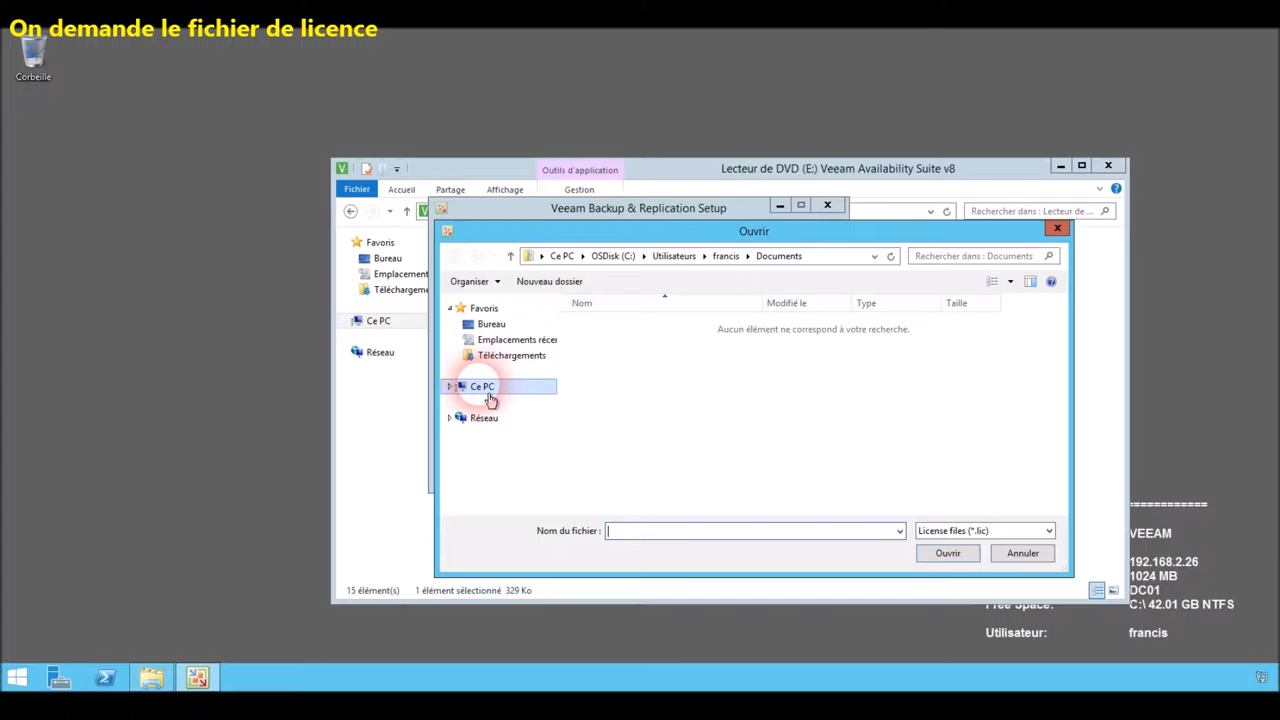 On demande le fichier de licence
Corbeille
Outils d'application
Lecteur de DVD (E:) Veeam Availability Suite v8
Fichier
Accueil
Partage
Affichage
Gestion
Veeam Backup & Replication Setup
Rechercher dans : Lecteur de ...
Ouvrir
Favoris
Bureau
Emplacements
Téléchargeme
Ce PC
Réseau
Ce PC
OSDisk (C:)
Utilisateurs
francis
Documents
Rechercher dans : Documents
Organiser
Nouveau dossier
Favoris
Bureau
Emplacements récer
Téléchargements
Ce PC
Réseau
Nom
Modifié le
Type
Taille
Aucun élément ne correspond à votre recherche.
Nom du fichier :
License files (*.lic)
Ouvrir
Annuler
15 élément(s)
1 élément sélectionné 329 Ko
============
VEEAM
192.168.2.26
1024 MB
DC01
Free Space:
C:\ 42.01 GB NTFS
Utilisateur:
francis